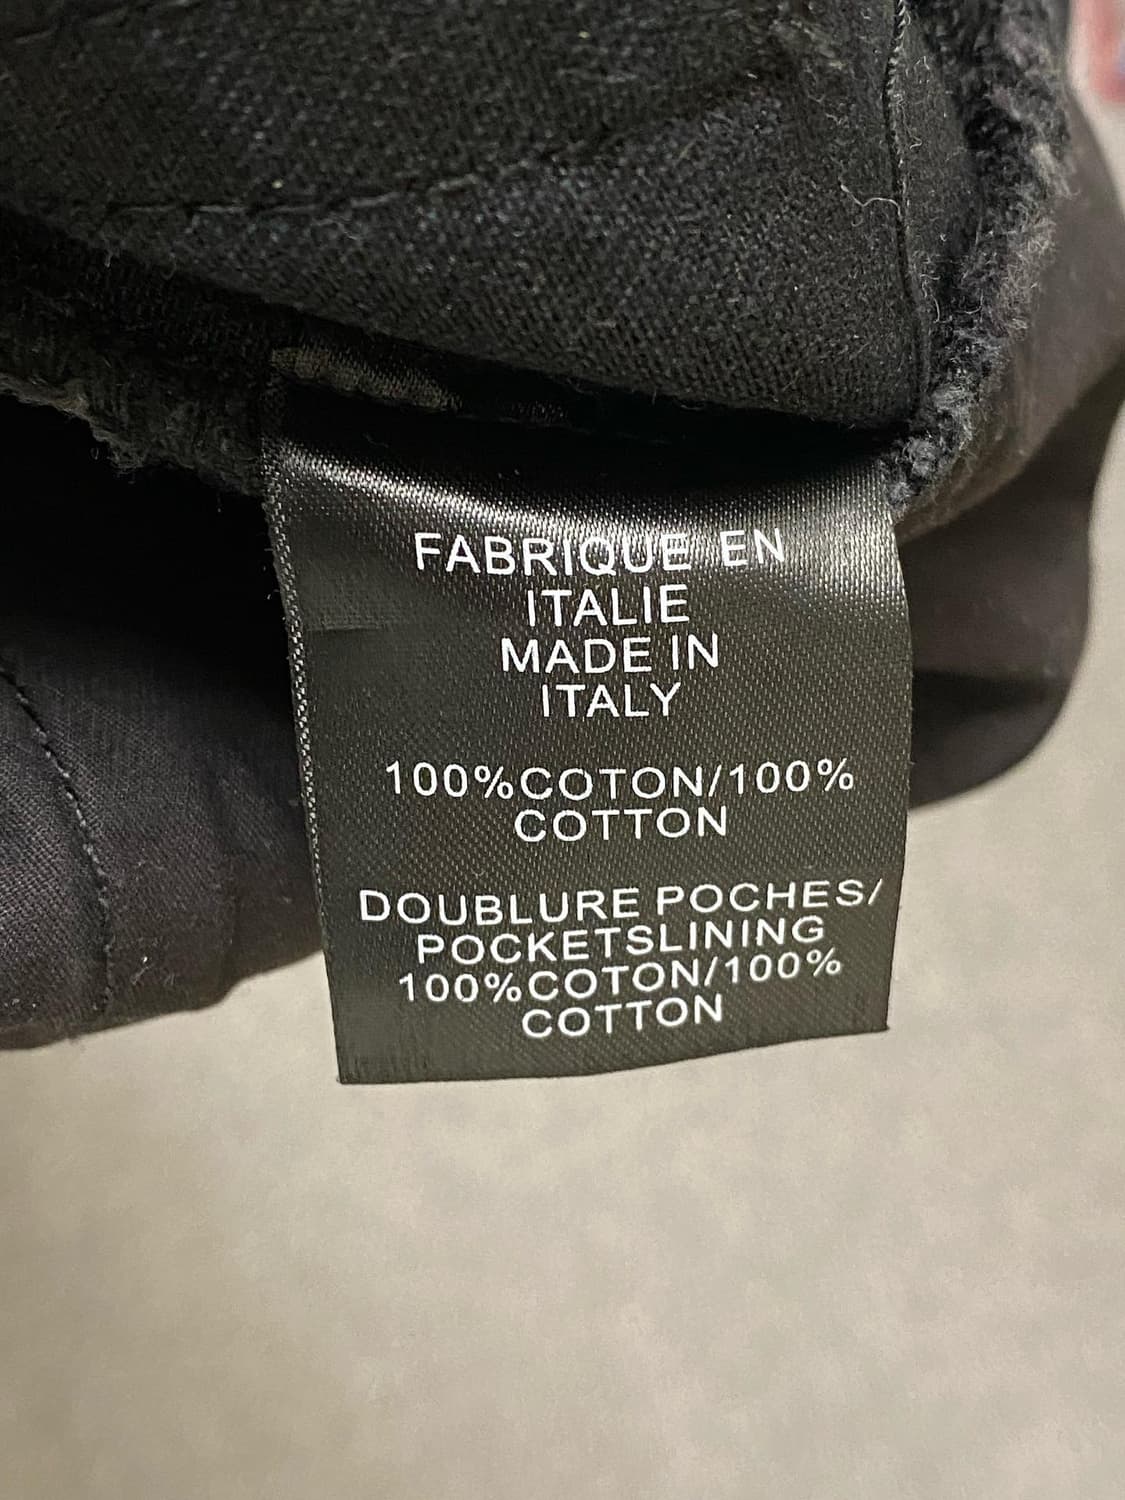 FABRIQUE EN
ITALIE
MADE IN
ITALY
100%COTON/100%
COTTON
DOUBLURE POCHES/
POCKETSLINING
100%COTON/100%
COTTON